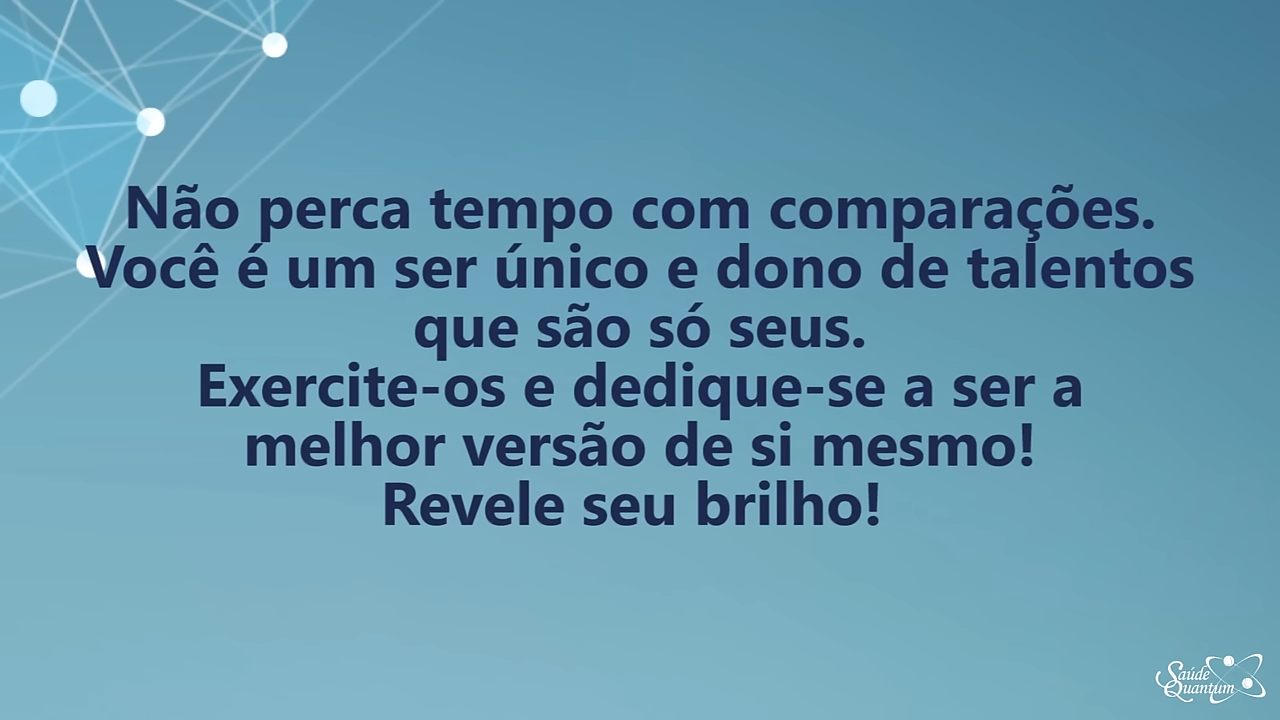 Não perca tempo com comparações.
Você é um ser único e dono de talentos
que são só seus.
Exercite-os e dedique-se a ser a
melhor versão de si mesmo!
Revele seu brilho!
Saúde
Quantum